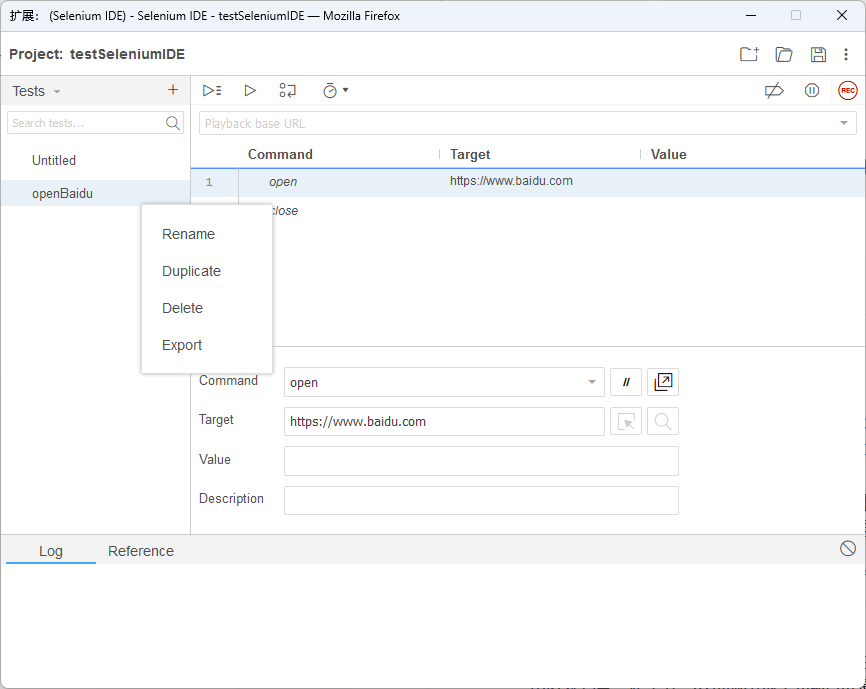 扩展： (Selenium IDE) - Selenium IDE - testSeleniumIDE — Mozilla Firefox
Project: testSeleniumIDE
Tests
+
REC
Search tests...
Playback base URL
Command Target Value
Untitled
1 open https://www.baidu.com
openBaidu
close
Rename
Duplicate
Delete
Export
Command
open
//
Target
https://www.baidu.com
Value
Description
Log Reference